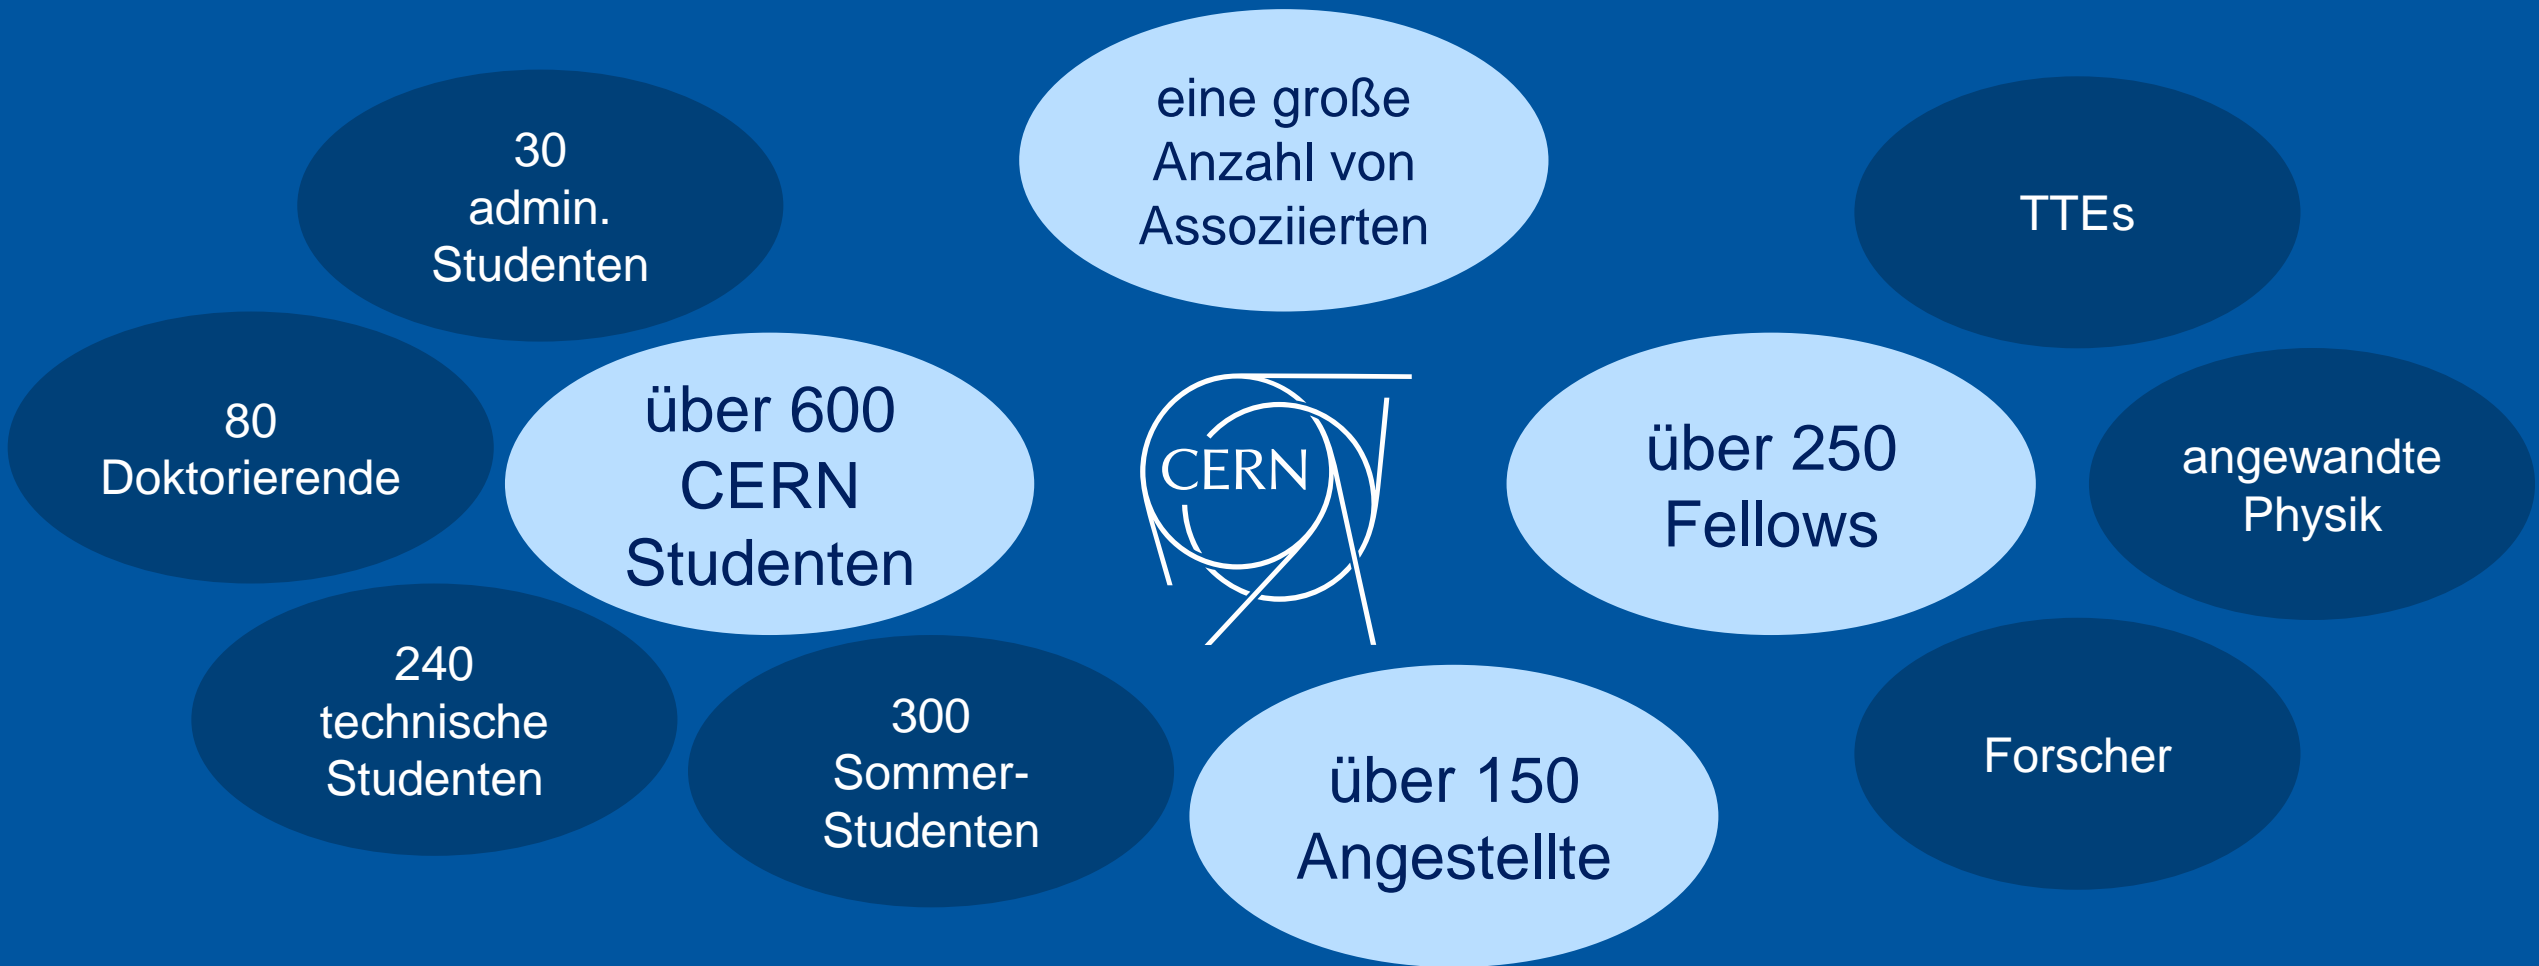 30
admin.
Studenten
80
Doktorierende
240
technische
Studenten
300
Sommer-
Studenten
über 600
CERN
Studenten
eine große
Anzahl von
Assoziierten
CERN
über 150
Angestellte
über 250
Fellows
TTEs
angewandte
Physik
Forscher